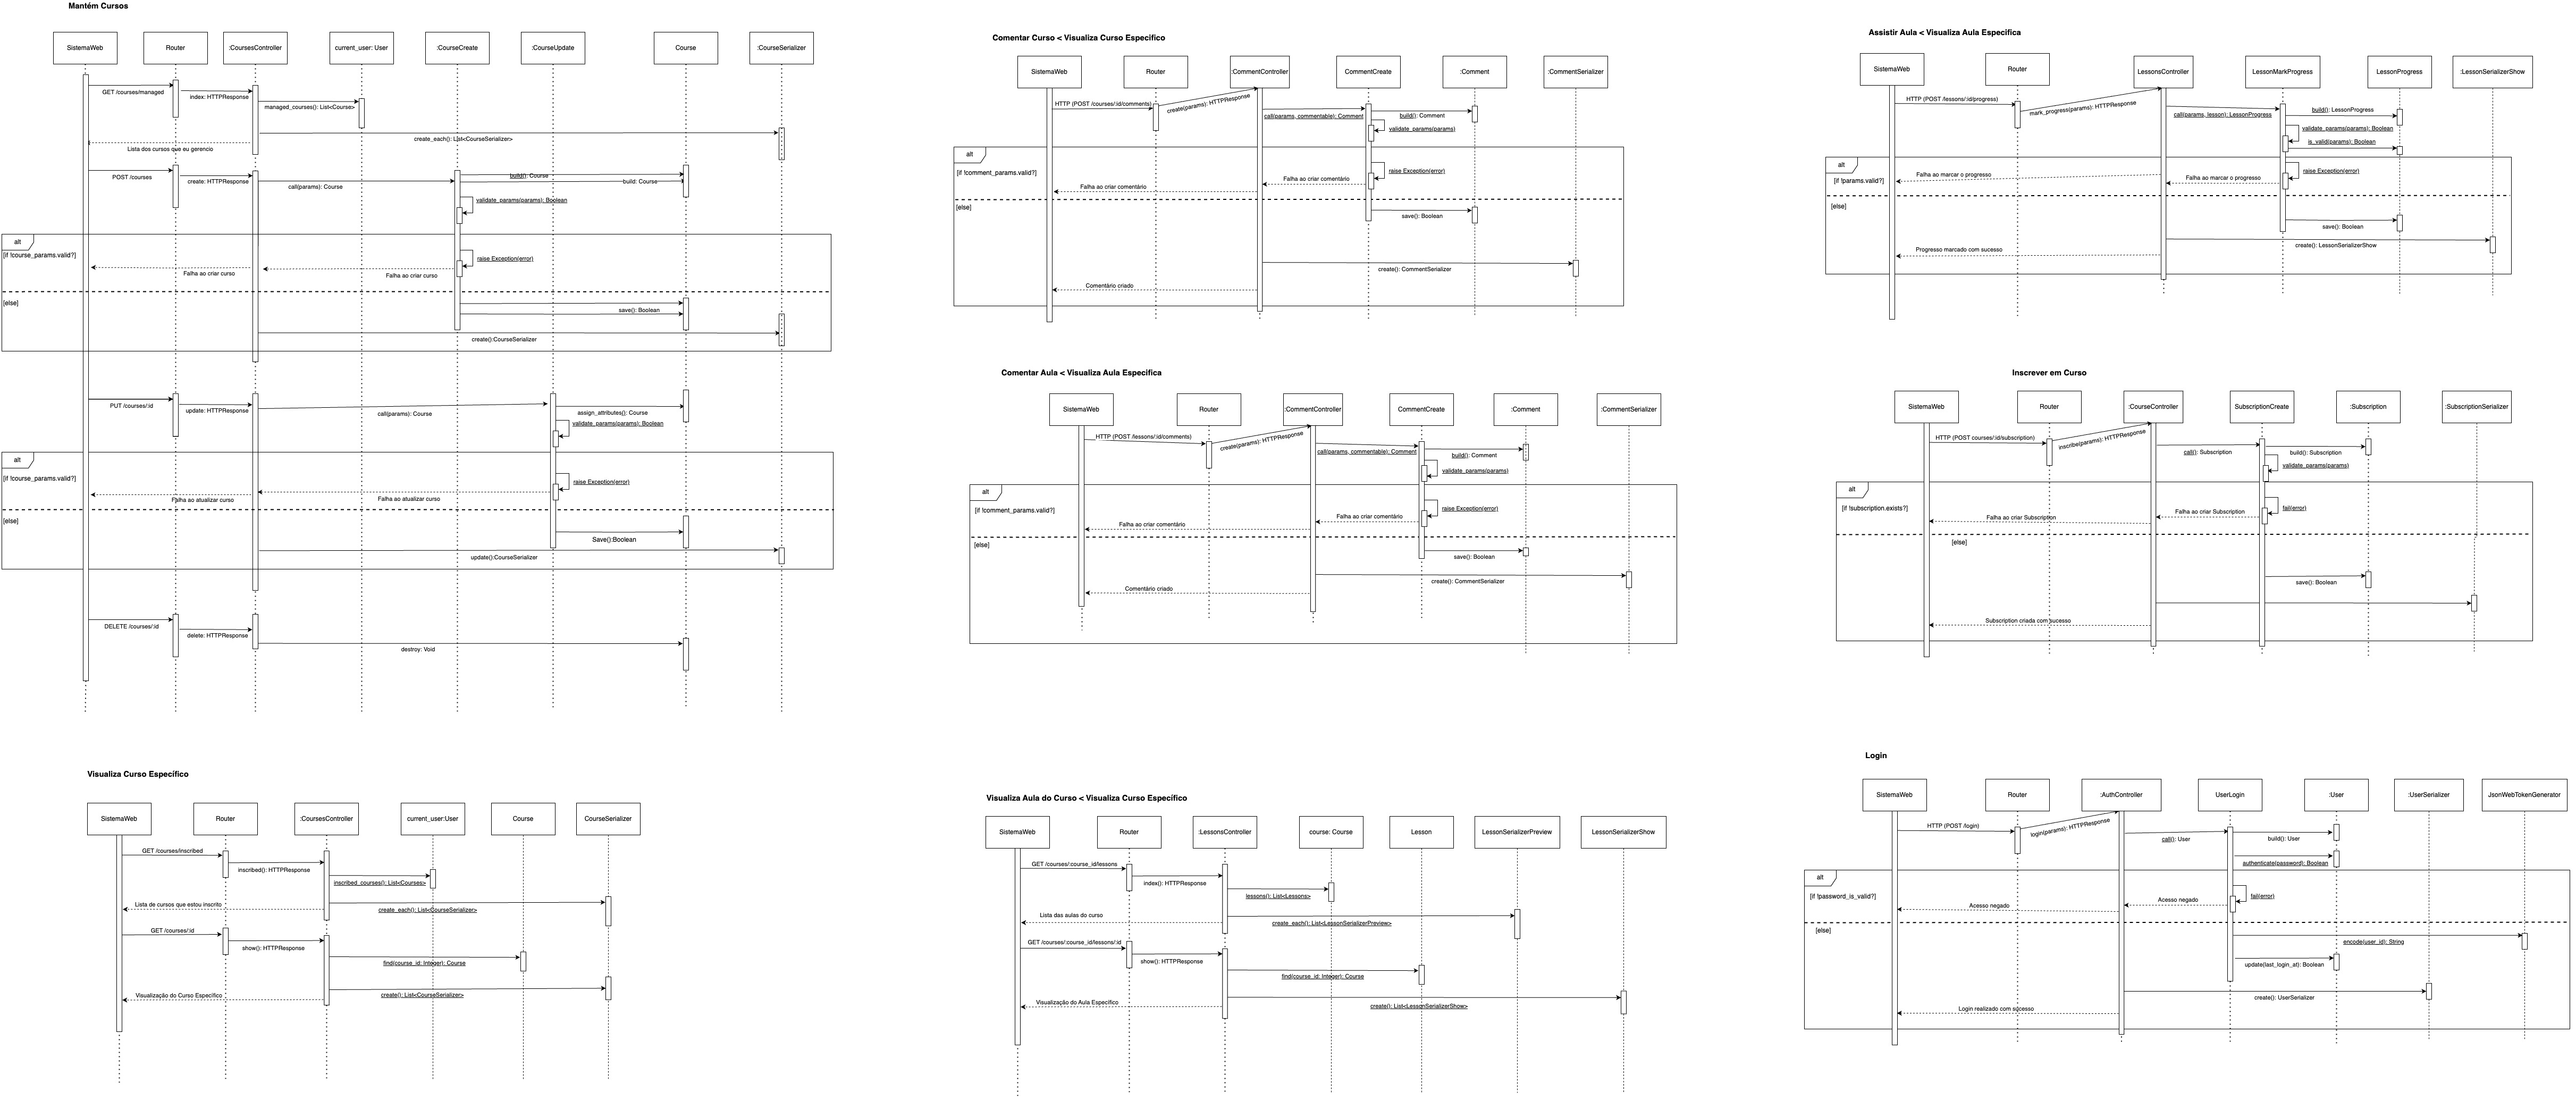 Mantém Cursos
SistemaWeb
Router
:CoursesController
current_user: User
:CourseCreate
:CourseUpdate
Course
:CourseSerializer
GET /courses/managed
index: HTTPResponse
managed_courses(): List<Course>
create_each(): List<CourseSerializer>
Lista dos cursos que eu gerencio
POST /courses
create: HTTPResponse
call(params): Course
build(): Course
build: Course
validate_params(params): Boolean
alt
[if !course_params.valid?]
raise Exception(error)
Falha ao criar curso
Falha ao criar curso
[else]
save(): Boolean
create():CourseSerializer
PUT /courses/:id
update: HTTPResponse
call(params): Course
assign_attributes(): Course
validate_params(params): Boolean
alt
[if !course_params.valid?]
raise Exception(error)
Falha ao atualizar curso
Falha ao atualizar curso
[else]
Save():Boolean
update():CourseSerializer
DELETE /courses/:id
delete: HTTPResponse
destroy: Void
Comentar Curso < Visualiza Curso Especifico
SistemaWeb
Router
:CommentController
CommentCreate
:Comment
:CommentSerializer
HTTP (POST /courses/:id/comments)
create(params): HTTPResponse
call(params, commentable): Comment
build(): Comment
validate_params(params)
alt
[if !comment_params.valid?]
raise Exception(error)
Falha ao criar comentário
Falha ao criar comentário
[else]
save(): Boolean
create(): CommentSerializer
Comentário criado
Assistir Aula < Visualiza Aula Especifica
SistemaWeb
Router
LessonsController
LessonMarkProgress
LessonProgress
:LessonSerializerShow
HTTP (POST /lessons/:id/progress)
mark_progress(params): HTTPResponse
call(params, lesson): LessonProgress
build(): LessonProgress
validate_params(params): Boolean
is_valid(params): Boolean
alt
[if !params.valid?]
raise Exception(error)
Falha ao marcar o progresso
Falha ao marcar o progresso
[else]
save(): Boolean
create(): LessonSerializerShow
Progresso marcado com sucesso
Comentar Aula < Visualiza Aula Especifica
SistemaWeb
Router
:CommentController
CommentCreate
:Comment
:CommentSerializer
HTTP (POST /lessons/:id/comments)
create(params): HTTPResponse
call(params, commentable): Comment
build(): Comment
validate_params(params)
alt
[if !comment_params.valid?]
raise Exception(error)
Falha ao criar comentário
Falha ao criar comentário
[else]
save(): Boolean
create(): CommentSerializer
Comentário criado
Inscrever em Curso
SistemaWeb
Router
:CourseController
SubscriptionCreate
:Subscription
:SubscriptionSerializer
HTTP (POST courses/:id/subscription)
inscribe(params): HTTPResponse
call(): Subscription
build(): Subscription
validate_params(params)
alt
[if !subscription.exists?]
fail(error)
Falha ao criar Subscription
Falha ao criar Subscription
[else]
save(): Boolean
Subscription criada com sucesso
Visualiza Curso Específico
SistemaWeb
Router
:CoursesController
current_user:User
Course
CourseSerializer
GET /courses/inscribed
inscribed(): HTTPResponse
inscribed_courses(): List<Courses>
Lista de cursos que estou inscrito
create_each(): List<CourseSerializer>
GET /courses/:id
show(): HTTPResponse
find(course_id: Integer): Course
Visualização do Curso Específico
create(): List<CourseSerializer>
Visualiza Aula do Curso < Visualiza Curso Específico
SistemaWeb
Router
:LessonsController
course: Course
Lesson
LessonSerializerPreview
LessonSerializerShow
GET /courses/:course_id/lessons
index(): HTTPResponse
lessons(): List<Lessons>
Lista das aulas do curso
create_each(): List<LessonSerializerPreview>
GET /courses/:course_id/lessons/:id
show(): HTTPResponse
find(course_id: Integer): Course
Visualização do Aula Específico
create(): List<LessonSerializerShow>
Login
SistemaWeb
Router
:AuthController
UserLogin
:User
:UserSerializer
JsonWebTokenGenerator
HTTP (POST /login)
login(params): HTTPResponse
call(): User
build(): User
authenticate(password): Boolean
alt
[if !password_is_valid?]
fail(error)
Acesso negado
Acesso negado
[else]
encode(user_id): String
update(last_login_at): Boolean
create(): UserSerializer
Login realizado com sucesso